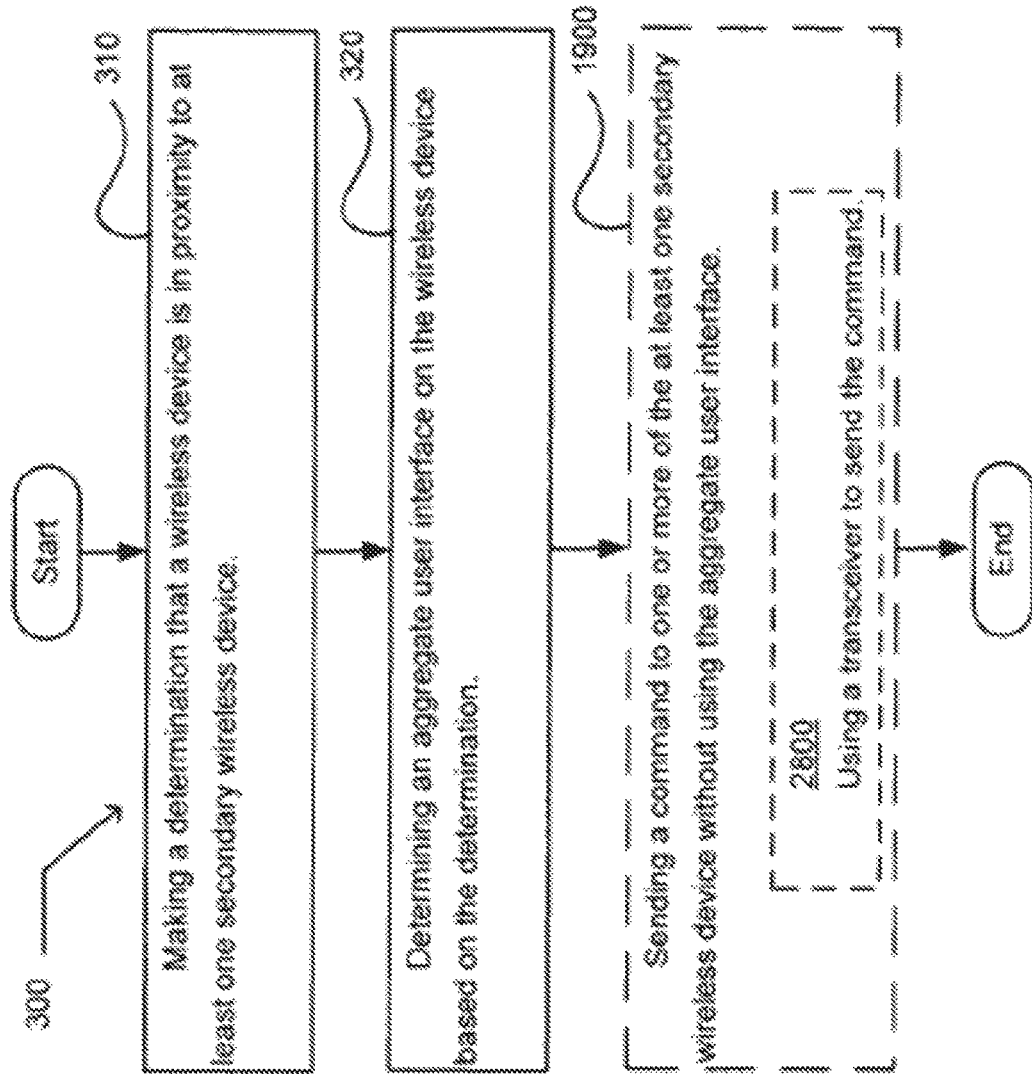 300
Start
310
Making a determination that a wireless device is in proximity to at
least one secondary wireless device.
320
Determining an aggregate user interface on the wireless device
based on the determination.
1900
Sending a command to one or more of the at least one secondary
wireless device without using the aggregate user interface.
2800
Using a transceiver to send the command.
End